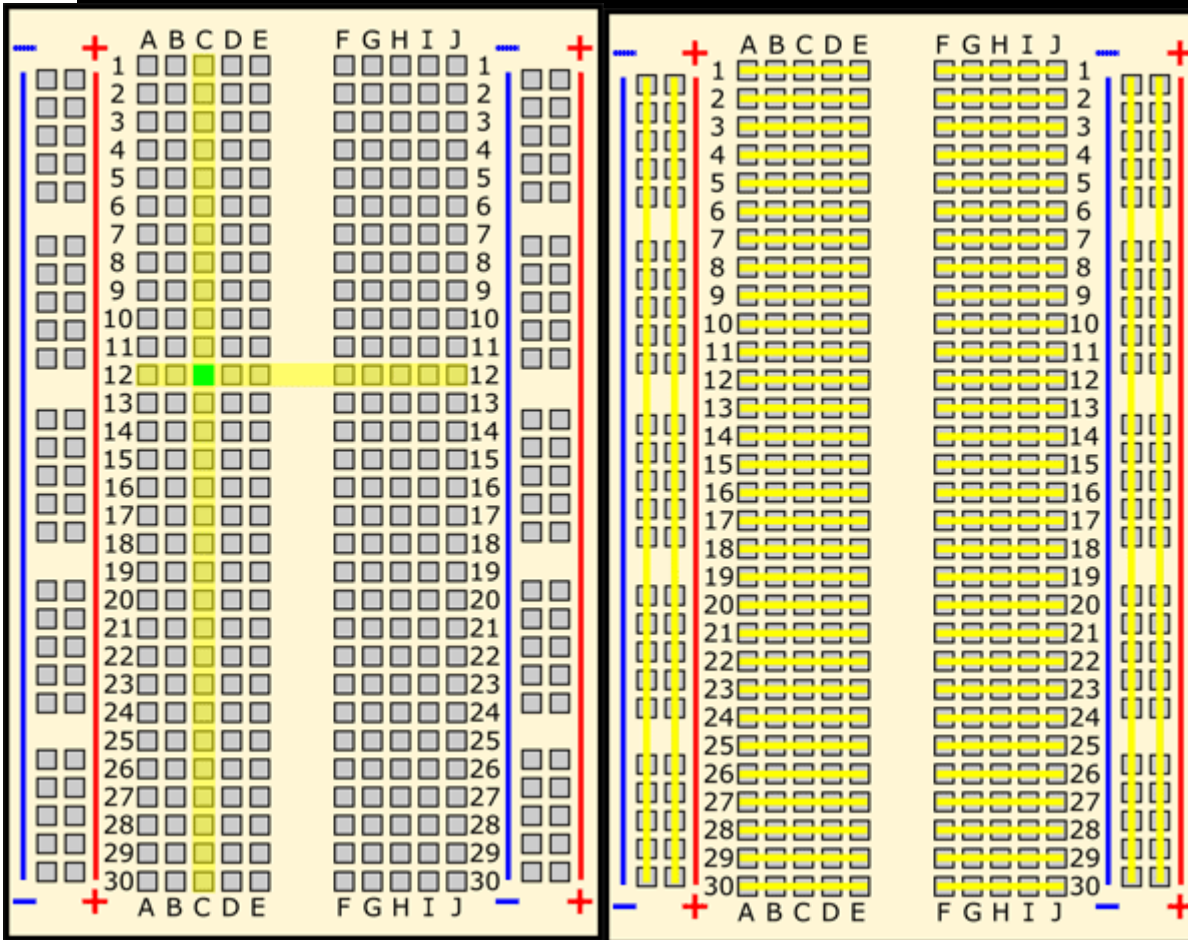 − + A B C D E F G H I J − + − + A B C D E F G H I J − +
1 1 1 1
2 2 2 2
3 3 3 3
4 4 4 4
5 5 5 5
6 6 6 6
7 7 7 7
8 8 8 8
9 9 9 9
10 10 10 10
11 11 11 11
12 12 12 12
13 13 13 13
14 14 14 14
15 15 15 15
16 16 16 16
17 17 17 17
18 18 18 18
19 19 19 19
20 20 20 20
21 21 21 21
22 22 22 22
23 23 23 23
24 24 24 24
25 25 25 25
26 26 26 26
27 27 27 27
28 28 28 28
29 29 29 29
30 30 30 30
− + A B C D E F G H I J − + − + A B C D E F G H I J − +